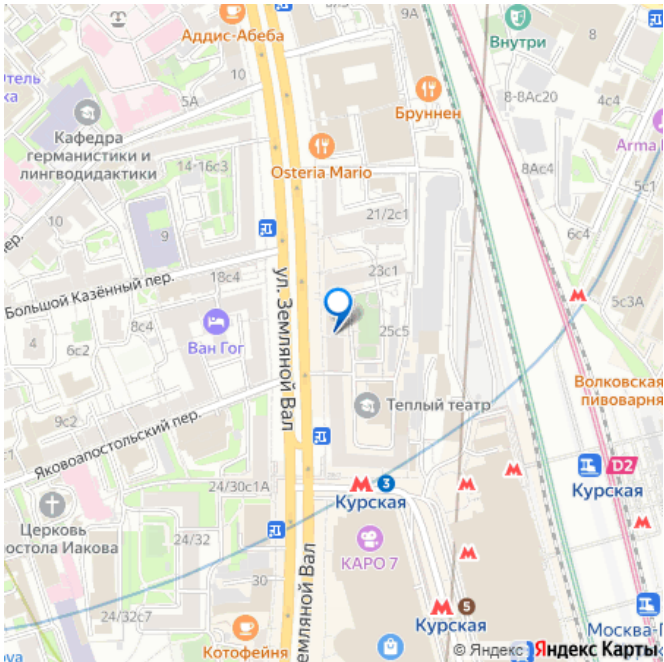 Аддис-Абеба
9А
Внутри
8
10
5А
Бруннен
8-8Ас20
4с4
Кафедра
германистики и
лингводидактики
Osteria Mario
14-16с3
8Ас4
Arma
5с1
10
9
21/2с1
6с4
пер.
Большой Казённый пер.
18с4
23с1
ул. Земляной Вал
4
6с2
8с4
Ван Гог
25с5
5с3А
9с2
Теплый театр
Волковская
пивоварня
Яковоапостольский пер.
24/30с1А
3
Курская
D2
Курская
Церковь
остола Иакова
24/32
КАРО 7
30
Земляной Вал
24/32с7
5
Курская
Москва-П
Котофейня
© Яндекс Яндекс Карты